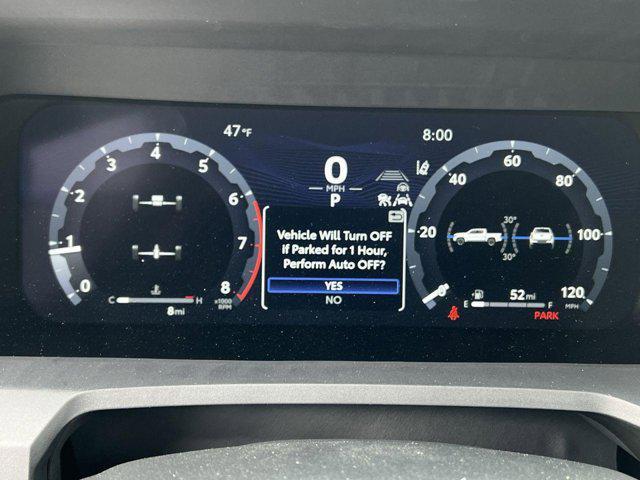 47°F
8:00
0
MPH
P
Vehicle Will Turn OFF
if Parked for 1 Hour,
Perform Auto OFF?
YES
NO
0
1
2
3
4
5
6
7
8
x1000
RPM
C H
8mi
0
20
40
60
80
100
120
MPH
30°
30°
52mi
E F
PARK